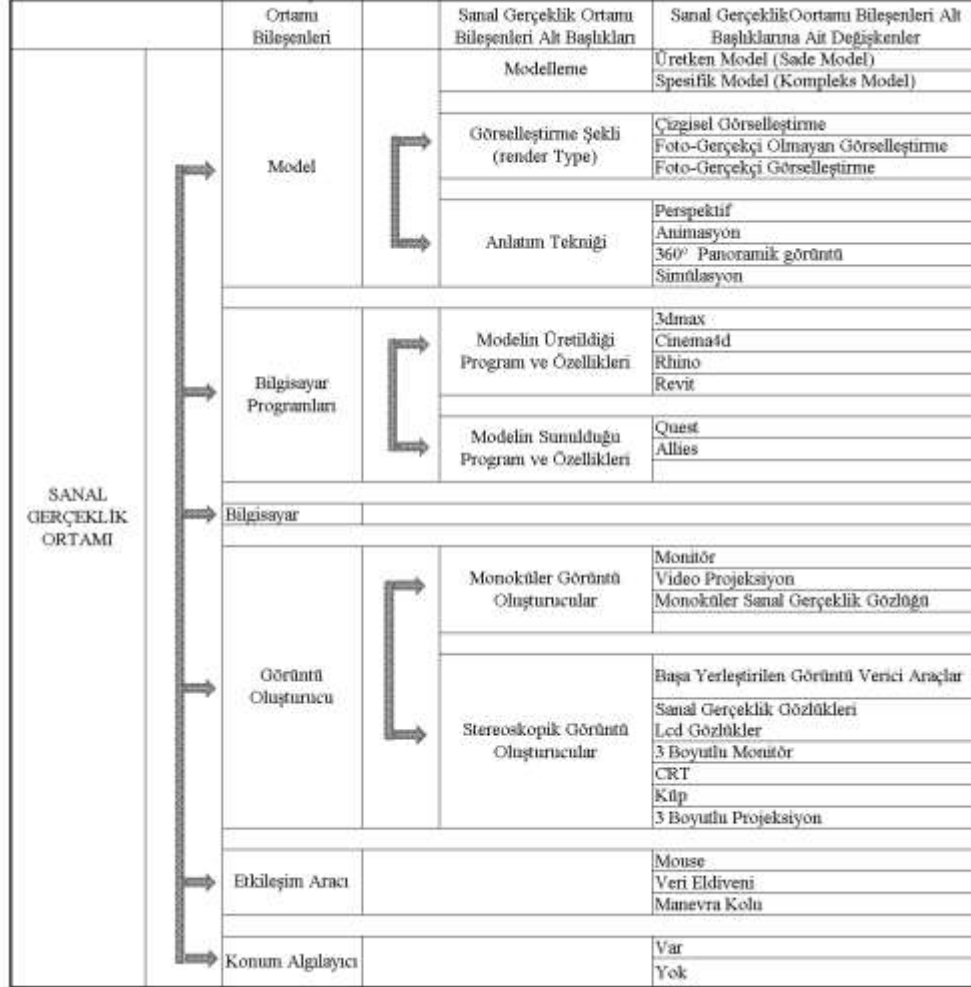 Ortamı
Bileşenleri
Sanal Gerçeklik Ortamı
Bileşenleri Alt Başlıkları
Sanal GerçeklikOortamı Bileşenleri Alt
Başlıklarına Ait Değişkenler
SANAL
GERÇEKLİK
ORTAMI
Model
Modelleme
Üretken Model (Sade Model)
Spesifik Model (Kompleks Model)
Görselleştirme Şekli
(render Type)
Çizgisel Görselleştirme
Foto-Gerçekçi Olmayan Görselleştirme
Foto-Gerçekçi Görselleştirme
Anlatım Tekniği
Perspektif
Animasyon
360° Panoramik görüntü
Simülasyon
Bilgisayar
Programları
Modelin Üretildiği
Program ve Özellikleri
3dmax
Cinema4d
Rhino
Revit
Modelin Sunulduğu
Program ve Özellikleri
Quest
Allies
Bilgisayar
Görüntü
Oluşturucu
Monoküler Görüntü
Oluşturucular
Monitör
Video Projeksiyon
Monoküler Sanal Gerçeklik Gözlüğü
Stereoskopik Görüntü
Oluşturucular
Başa Yerleştirilen Görüntü Verici Araçlar
Sanal Gerçeklik Gözlükleri
Lcd Gözlükler
3 Boyutlu Monitör
CRT
Küp
3 Boyutlu Projeksiyon
Etkileşim Aracı
Mouse
Veri Eldiveni
Manevra Kolu
Konum Algılayıcı
Var
Yok